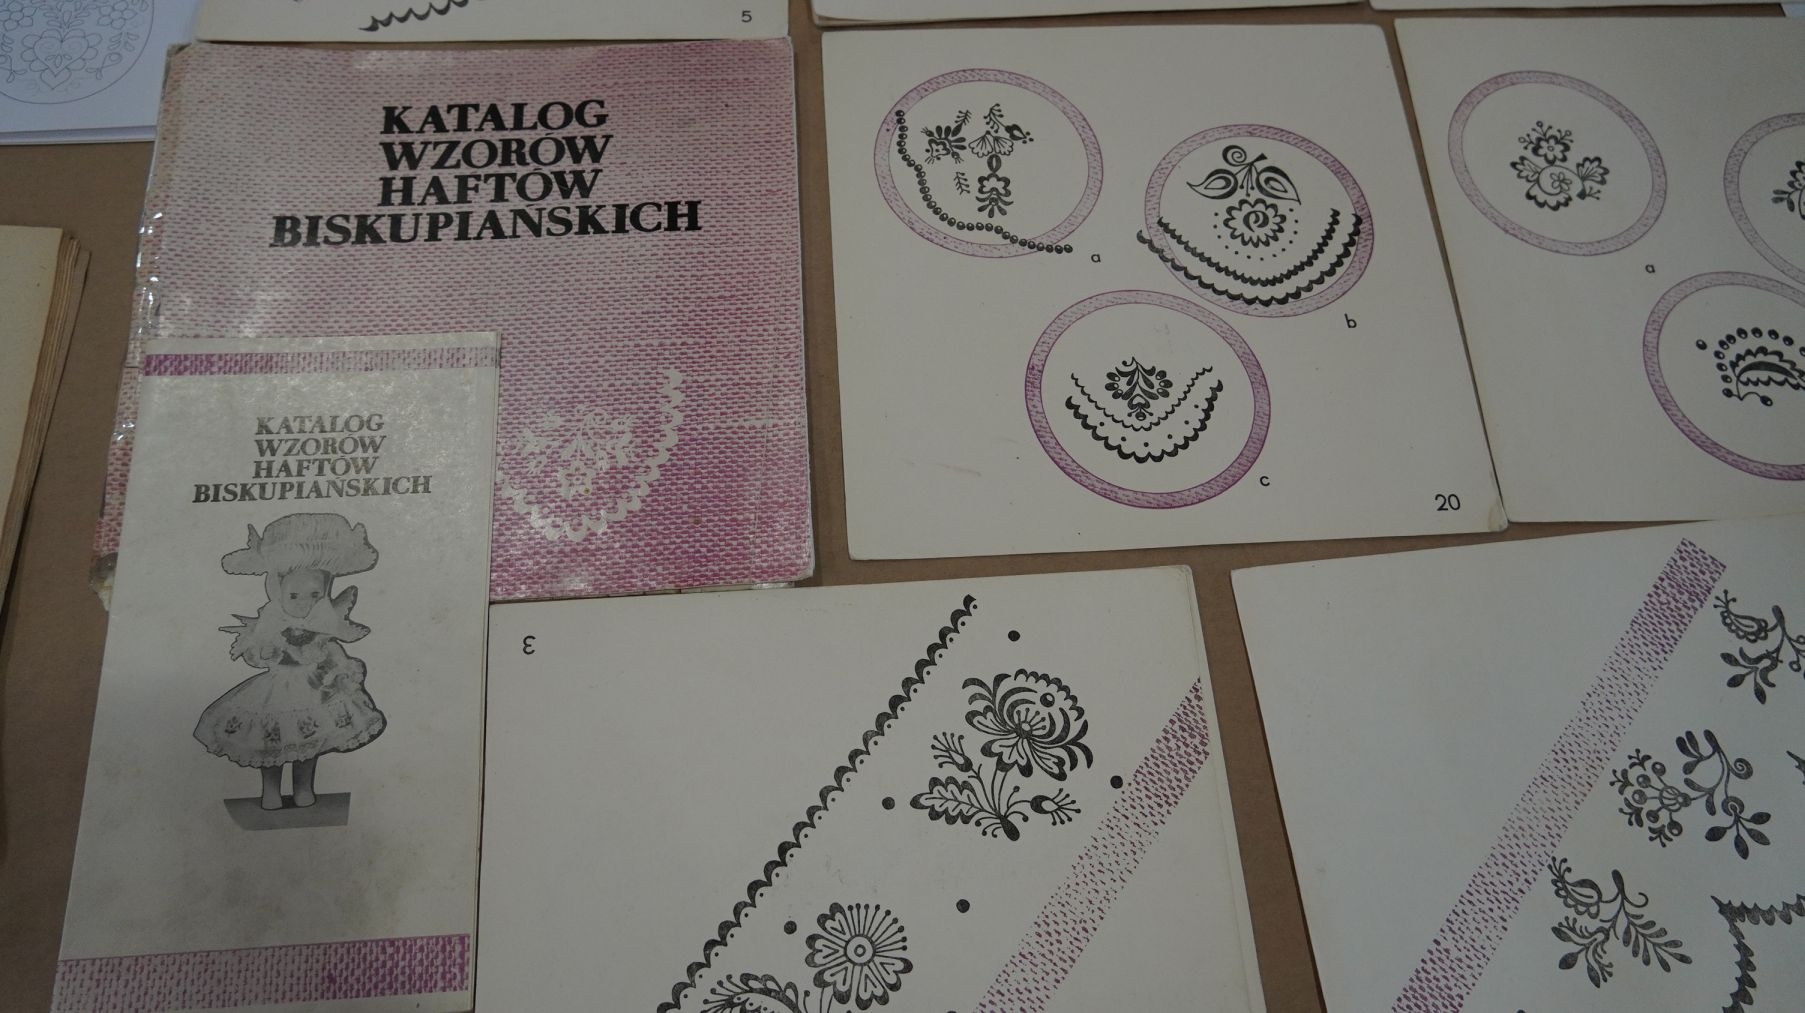 5
KATALOG
WZORÓW
HAFTÓW
BISKUPIAŃSKICH
KATALOG
WZORÓW
HAFTÓW
BISKUPIAŃSKICH
a
b
c
20
a
3